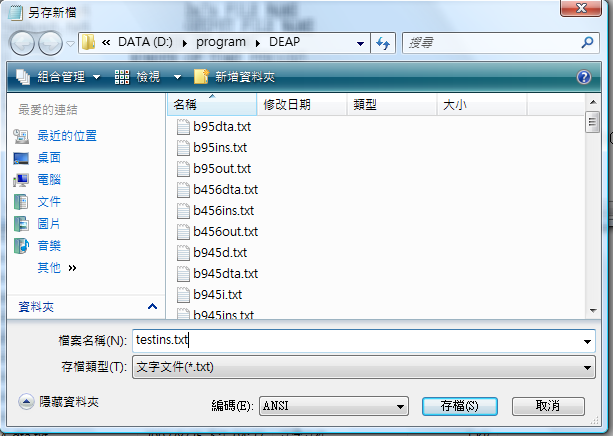 另存新檔
« DATA (D:) ▸ program ▸ DEAP
搜尋
組合管理 檢視 新增資料夾
最愛的連結
最近的位置
桌面
電腦
文件
圖片
音樂
其他 »
資料夾
名稱 修改日期 類型 大小
b95dta.txt
b95ins.txt
b95out.txt
b456dta.txt
b456ins.txt
b456out.txt
b945d.txt
b945dta.txt
b945i.txt
b945ins.txt
檔案名稱(N): testins.txt
存檔類型(T): 文字文件(*.txt)
隱藏資料夾 編碼(E): ANSI 存檔(S) 取消